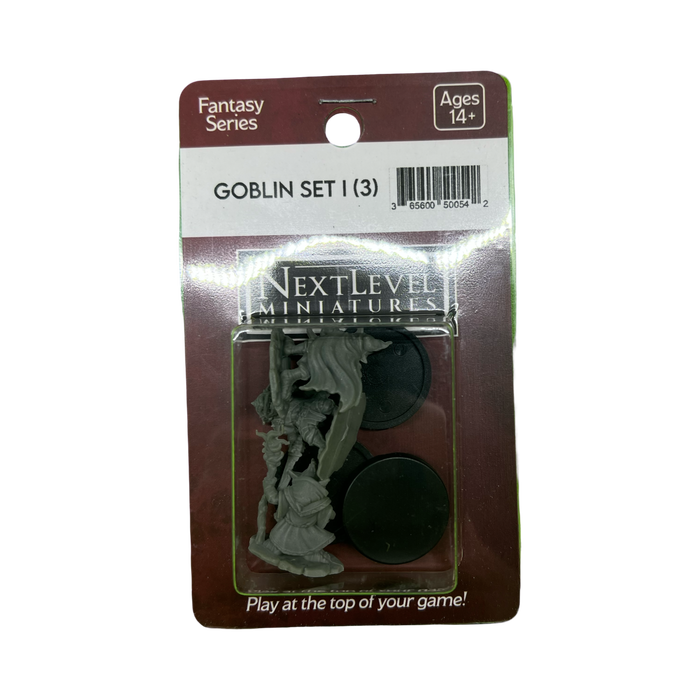 Fantasy
Series
Ages
14+
GOBLIN SET I (3)
3 65600 50054 2
NEXTLEVEL
MINIATURES
Play at the top of your game!